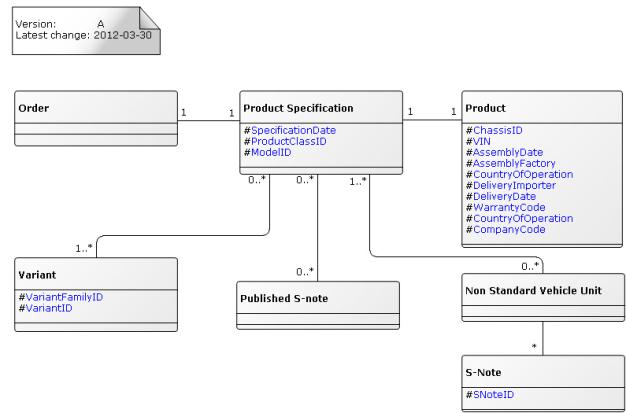 Version: A
Latest change: 2012-03-30
Order
1
1
Product Specification
#SpecificationDate
#ProductClassID
#ModelID
1
1
Product
#ChassisID
#VIN
#AssemblyDate
#AssemblyFactory
#CountryOfOperation
#DeliveryImporter
#DeliveryDate
#WarrantyCode
#CountryOfOperation
#CompanyCode
0..*
0..*
1..*
1..*
0..*
0..*
Variant
#VariantFamilyID
#VariantID
Published S-note
Non Standard Vehicle Unit
*
S-Note
#SNoteID